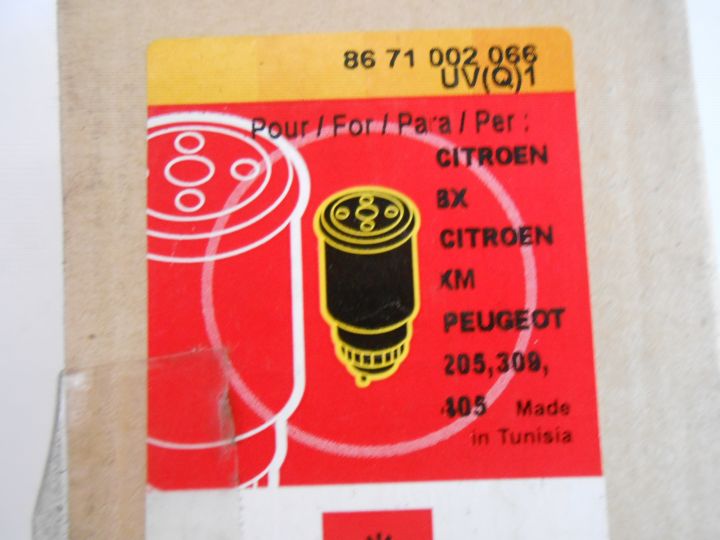 86 71 002 066
UV(Q)1
Pour / For / Para / Per :
CITROEN
BX
CITROEN
XM
PEUGEOT
205,309,
405 Made
in Tunisia